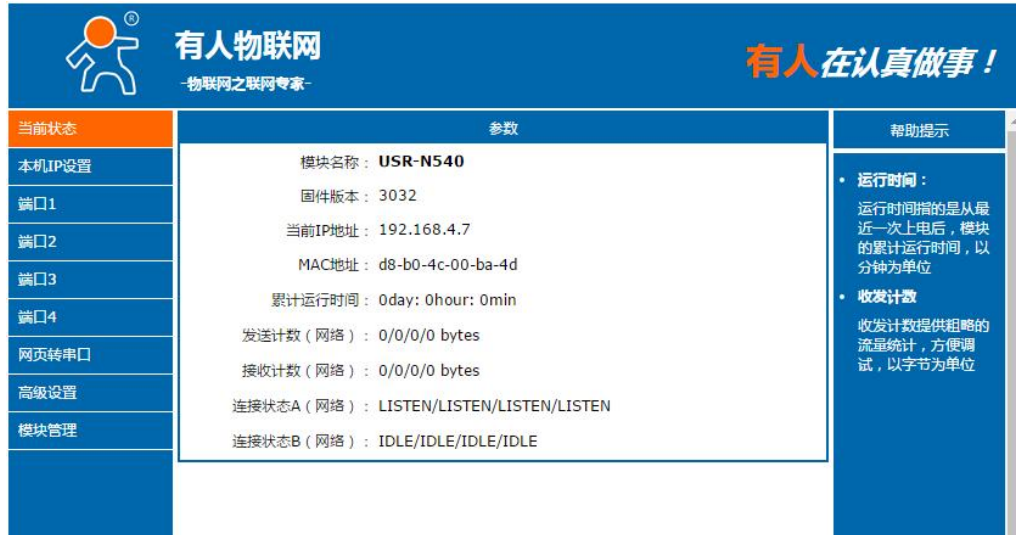 ®
有人物联网
-物联网之联网专家-
有人在认真做事！
当前状态
本机IP设置
端口1
端口2
端口3
端口4
网页转串口
高级设置
模块管理
参数
模块名称： USR-N540
固件版本： 3032
当前IP地址： 192.168.4.7
MAC地址： d8-b0-4c-00-ba-4d
累计运行时间： 0day: 0hour: 0min
发送计数（网络）： 0/0/0/0 bytes
接收计数（网络）： 0/0/0/0 bytes
连接状态A（网络）： LISTEN/LISTEN/LISTEN/LISTEN
连接状态B（网络）： IDLE/IDLE/IDLE/IDLE
帮助提示
• 运行时间：
运行时间指的是从最
近一次上电后，模块
的累计运行时间，以
分钟为单位
• 收发计数
收发计数提供粗略的
流量统计，方便调
试，以字节为单位